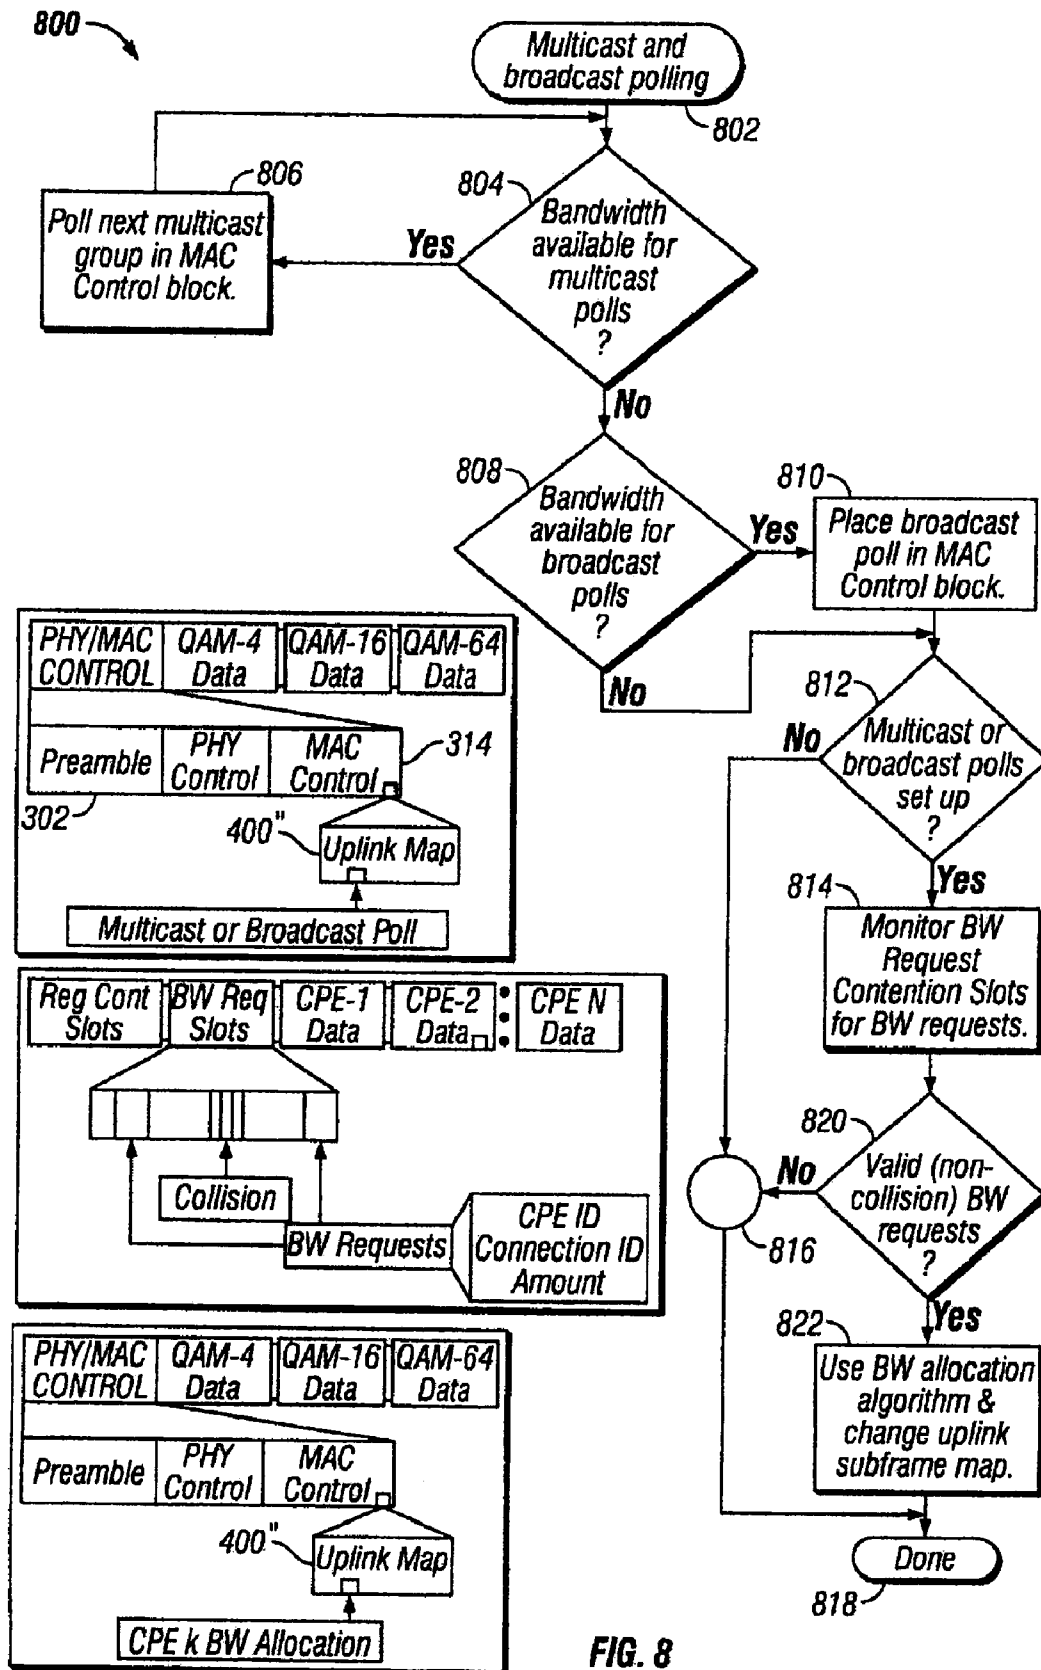 800
Multicast and
broadcast polling
802
806
Poll next multicast
group in MAC
Control block.
Yes
804
Bandwidth
available for
multicast
polls
?
No
808
Bandwidth
available for
broadcast
polls
?
Yes
No
810
Place broadcast
poll in MAC
Control block.
812
Multicast or
broadcast polls
set up
?
No
Yes
814
Monitor BW
Request
Contention Slots
for BW requests.
820
Valid (non-
collision) BW
requests
?
No
816
Yes
822
Use BW allocation
algorithm &
change uplink
subframe map.
Done
818
PHY/MAC
CONTROL
QAM-4
Data
QAM-16
Data
QAM-64
Data
Preamble
PHY
Control
MAC
Control
314
302
400"
Uplink Map
Multicast or Broadcast Poll
Reg Cont
Slots
BW Req
Slots
CPE-1
Data
CPE-2
Data
CPE N
Data
Collision
BW Requests
CPE ID
Connection ID
Amount
PHY/MAC
CONTROL
QAM-4
Data
QAM-16
Data
QAM-64
Data
Preamble
PHY
Control
MAC
Control
400"
Uplink Map
CPE k BW Allocation
FIG. 8